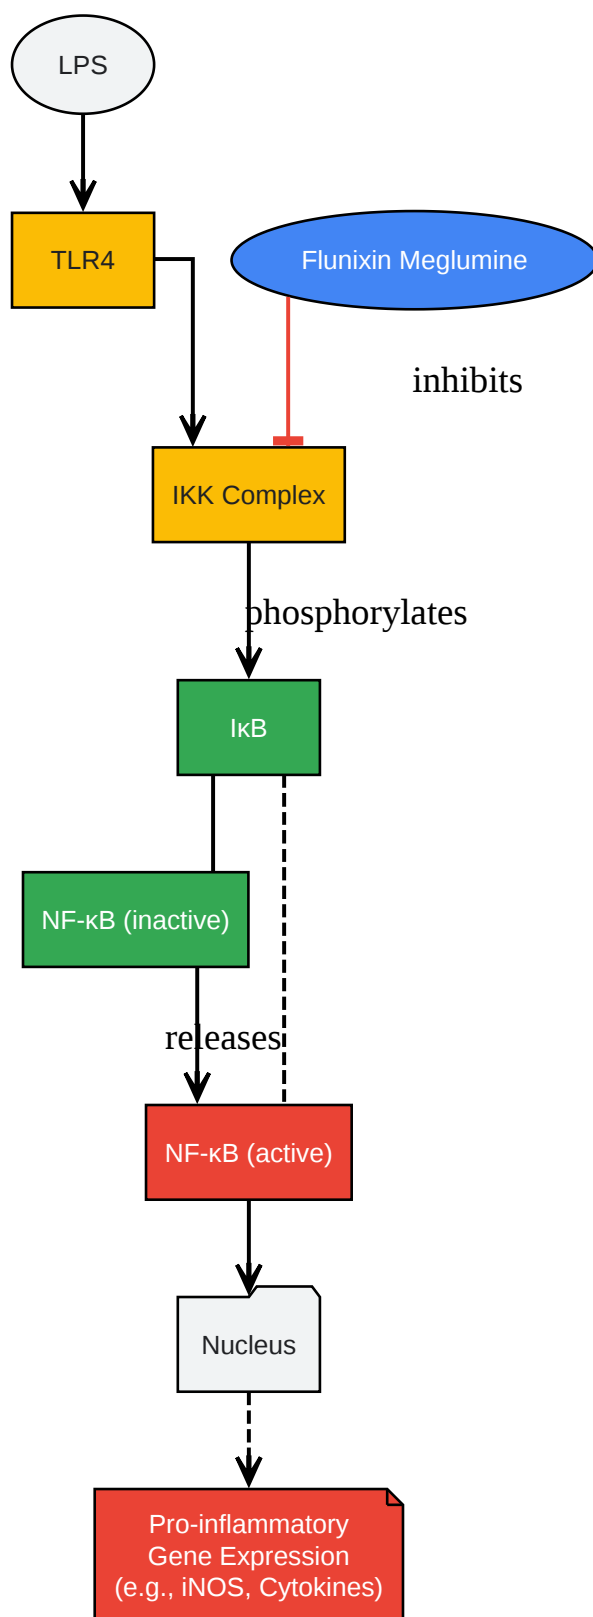 LPS
TLR4
Flunixin Meglumine
inhibits
IKK Complex
phosphorylates
IκB
NF-κB (inactive)
releases
NF-κB (active)
Nucleus
Pro-inflammatory
Gene Expression
(e.g., iNOS, Cytokines)